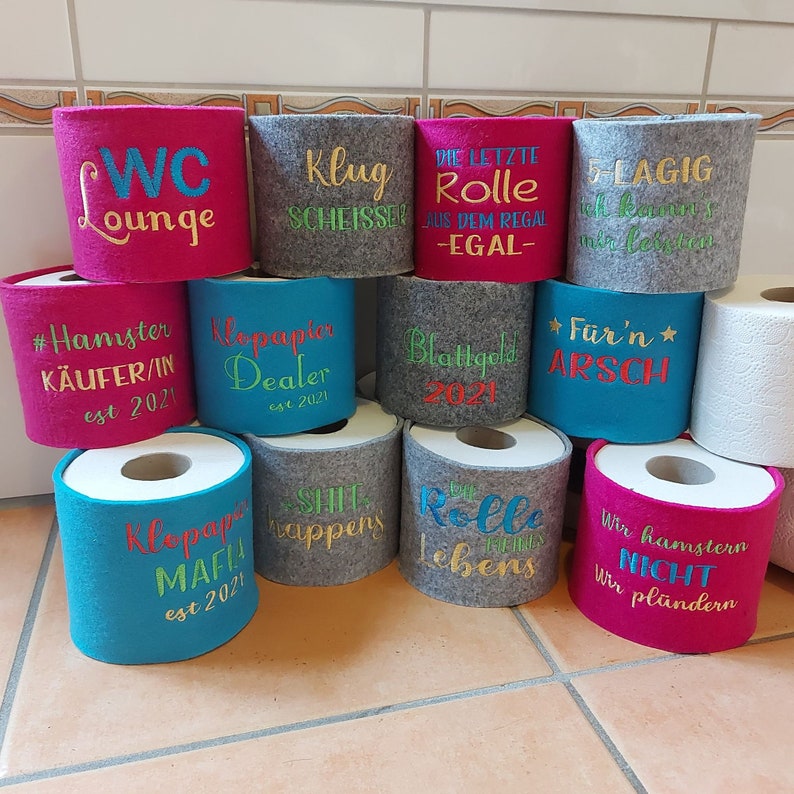 WC
Lounge
Klug
SCHEISSER
DIE LETZTE
Rolle
AUS DEM REGAL
-EGAL-
5-LAGIG
ich kann's
mir leisten
#Hamster
KÄUFER/IN
est 2021
Klopapier
Dealer
est 2021
Blattgold
2021
Für'n
ARSCH
Klopapier
MAFIA
est 2021
SHIT
happens
DIE
Rolle
MEINES
Lebens
Wir hamstern
NICHT
Wir plündern